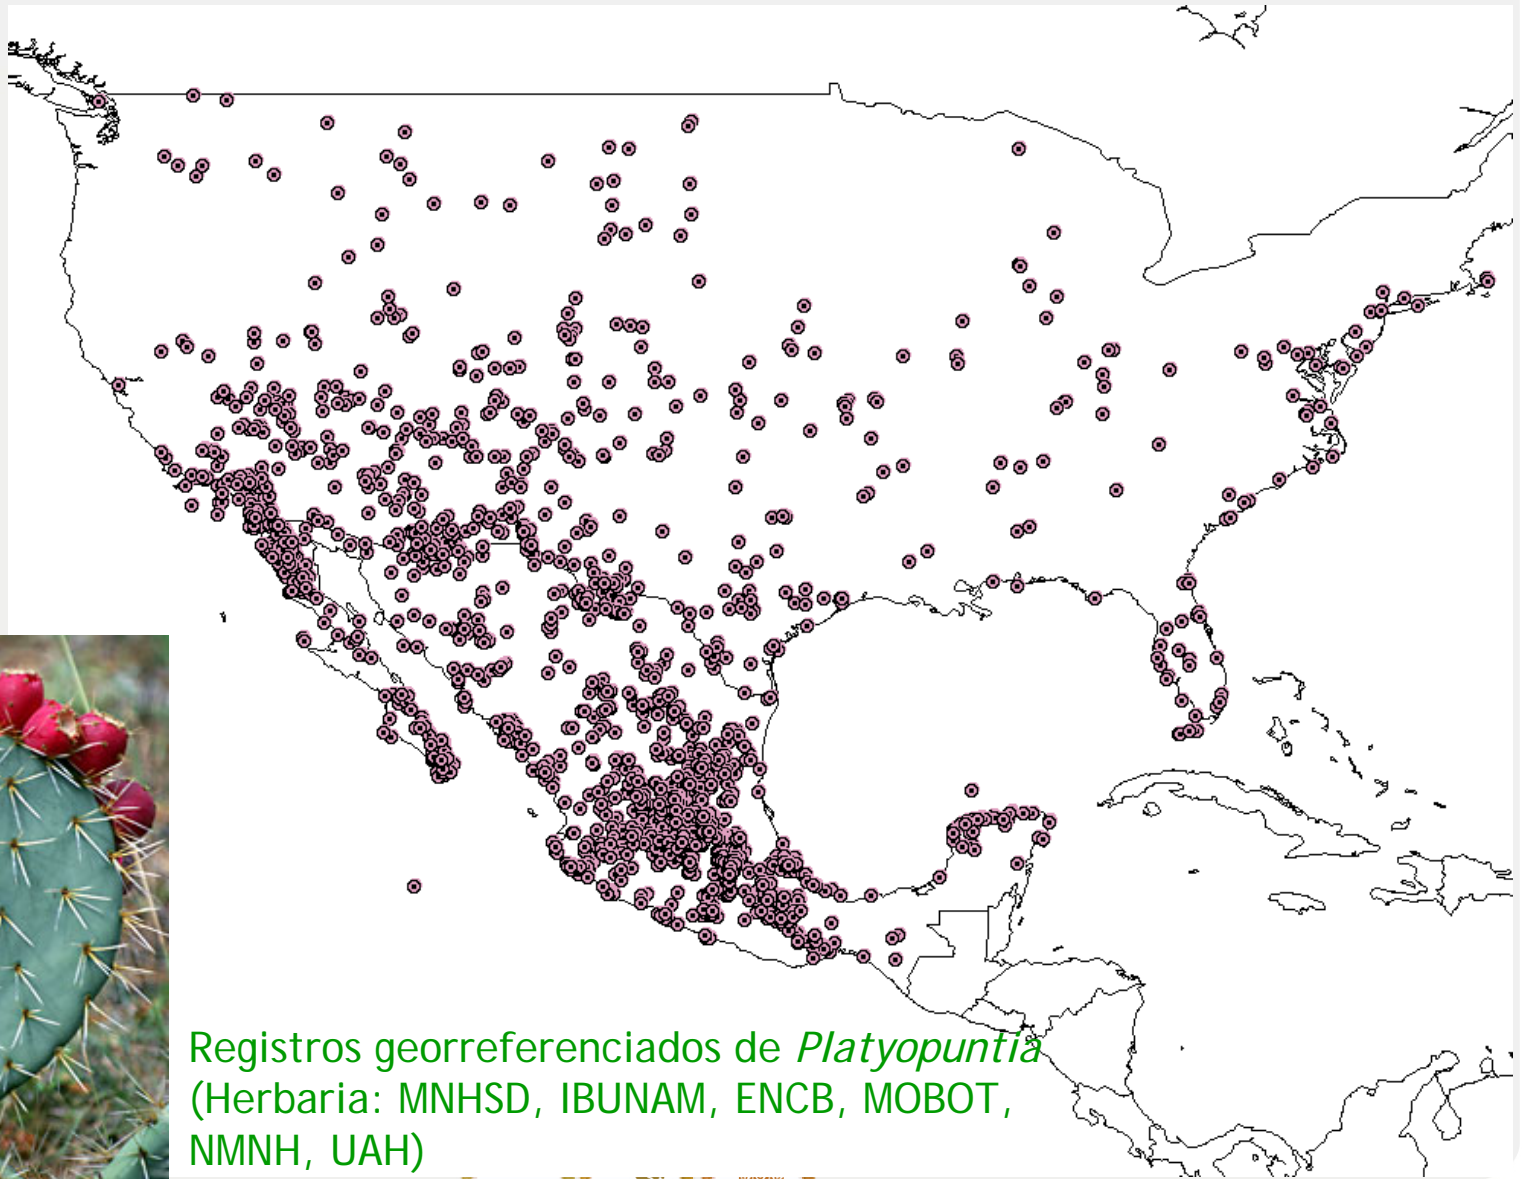 Registros georreferenciados de Platyopuntia
(Herbaria: MNHSD, IBUNAM, ENCB, MOBOT,
NMNH, UAH)